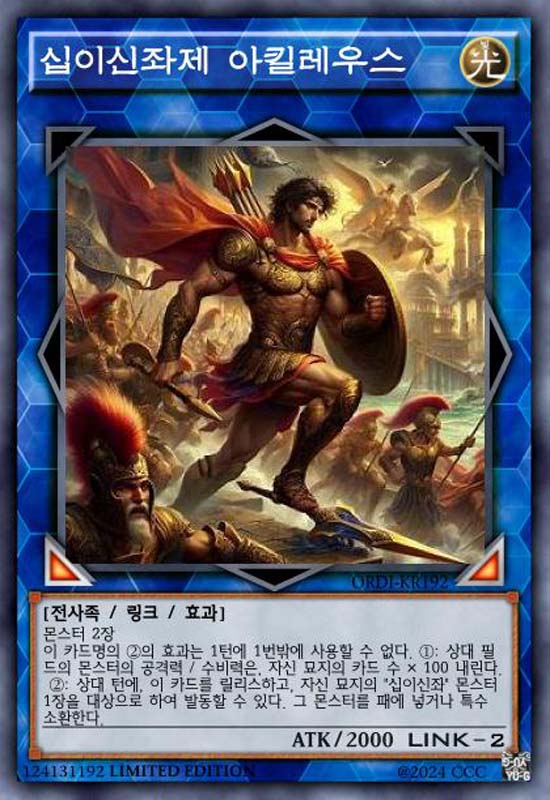 십이신좌제 아킬레우스
빛
光
ORDI-KR192
[전사족 / 링크 / 효과]
몬스터 2장
이 카드명의 ②의 효과는 1턴에 1번밖에 사용할 수 없다. ①: 상대 필
드의 몬스터의 공격력 / 수비력은, 자신 묘지의 카드 수 × 100 내린다.
②: 상대 턴에, 이 카드를 릴리스하고, 자신 묘지의 "십이신좌" 몬스터
1장을 대상으로 하여 발동할 수 있다. 그 몬스터를 패에 넣거나 특수
소환한다.
ATK/2000 LINK-2
124131192 LIMITED EDITION
©2024 CCC
YU-G